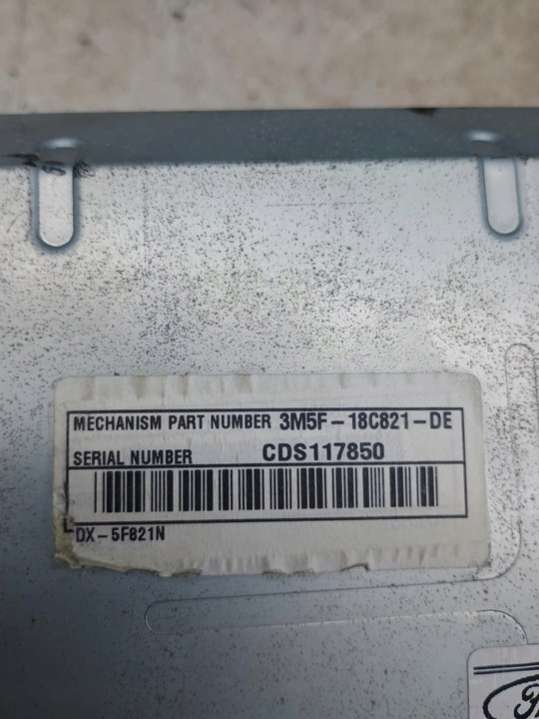 MECHANISM PART NUMBER 3M5F-18C821-DE
SERIAL NUMBER CDS117850
DX-5F821N